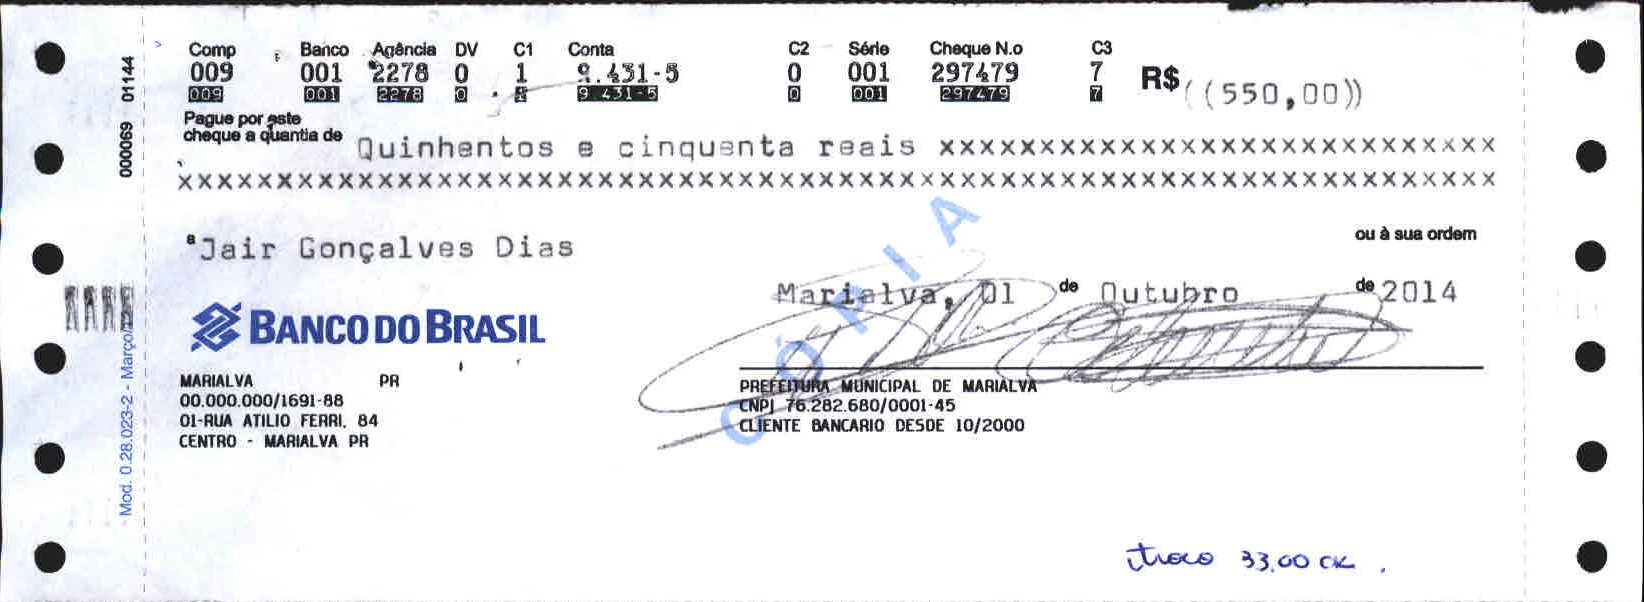 Comp Banco Agência DV C1 Conta C2 Série Cheque N.o C3
009 001 2278 0 1 9.431-5 0 001 297479 7 R$ ((550,00))
009 001 2278 0 1 9 431-5 0 001 297479 7
Pague por este
cheque a quantia de Quinhentos e cinquenta reais xxxxxxxxxxxxxxxxxxxxxxxxxxxxx
xxxxxxxxxxxxxxxxxxxxxxxxxxxxxxxxxxxxxxxxxxxxxxxxxxxxxxxxxxxxxxxxxxxx
a Jair Gonçalves Dias ou à sua ordem
Marialva, 01 de Outubro de 2014
BANCO DO BRASIL
MARIALVA PR
00.000.000/1691-88
01-RUA ATILIO FERRI, 84
CENTRO - MARIALVA PR
PREFEITURA MUNICIPAL DE MARIALVA
CNPJ 76.282.680/0001-45
CLIENTE BANCARIO DESDE 10/2000
CÓPIA
000069 01144
Mod. 0.28.023-2 - Março/
troco 33,00 ok.